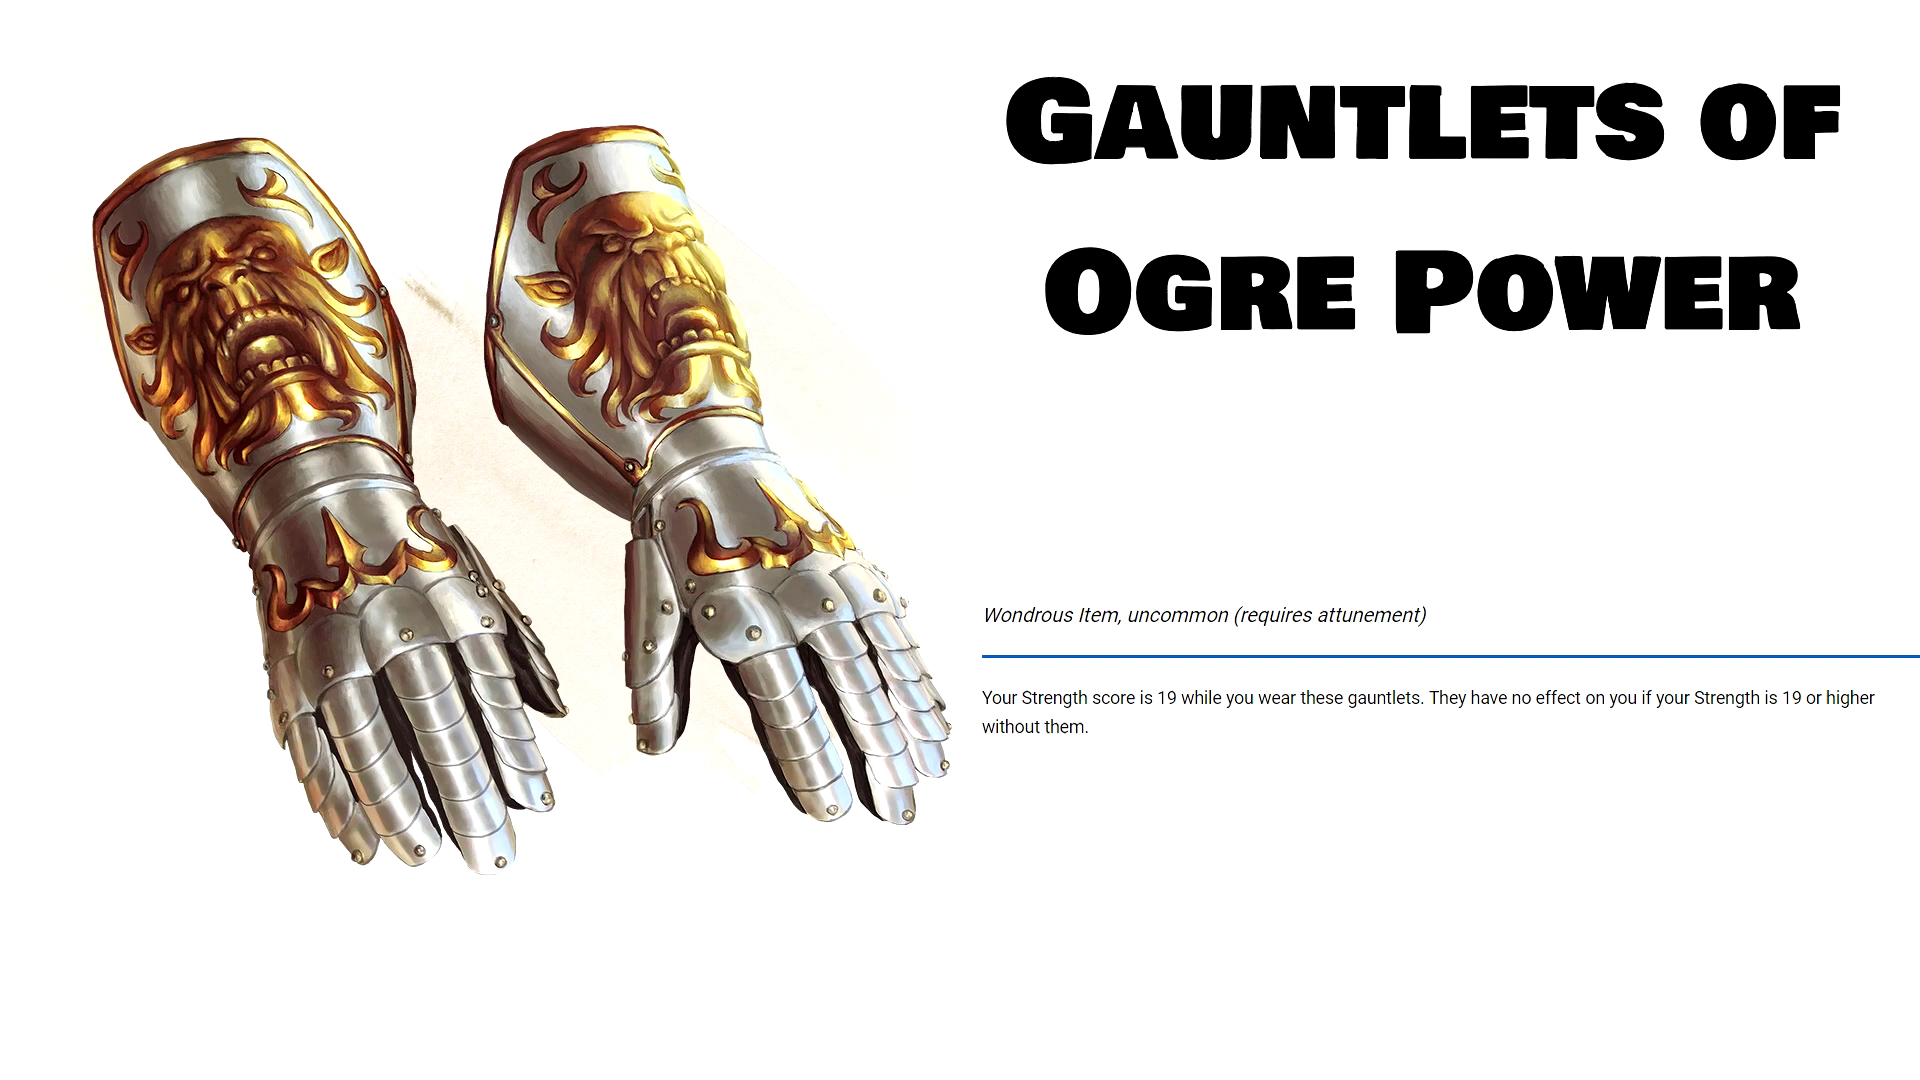 Gauntlets of
Ogre Power
Wondrous Item, uncommon (requires attunement)
Your Strength score is 19 while you wear these gauntlets. They have no effect on you if your Strength is 19 or higher
without them.